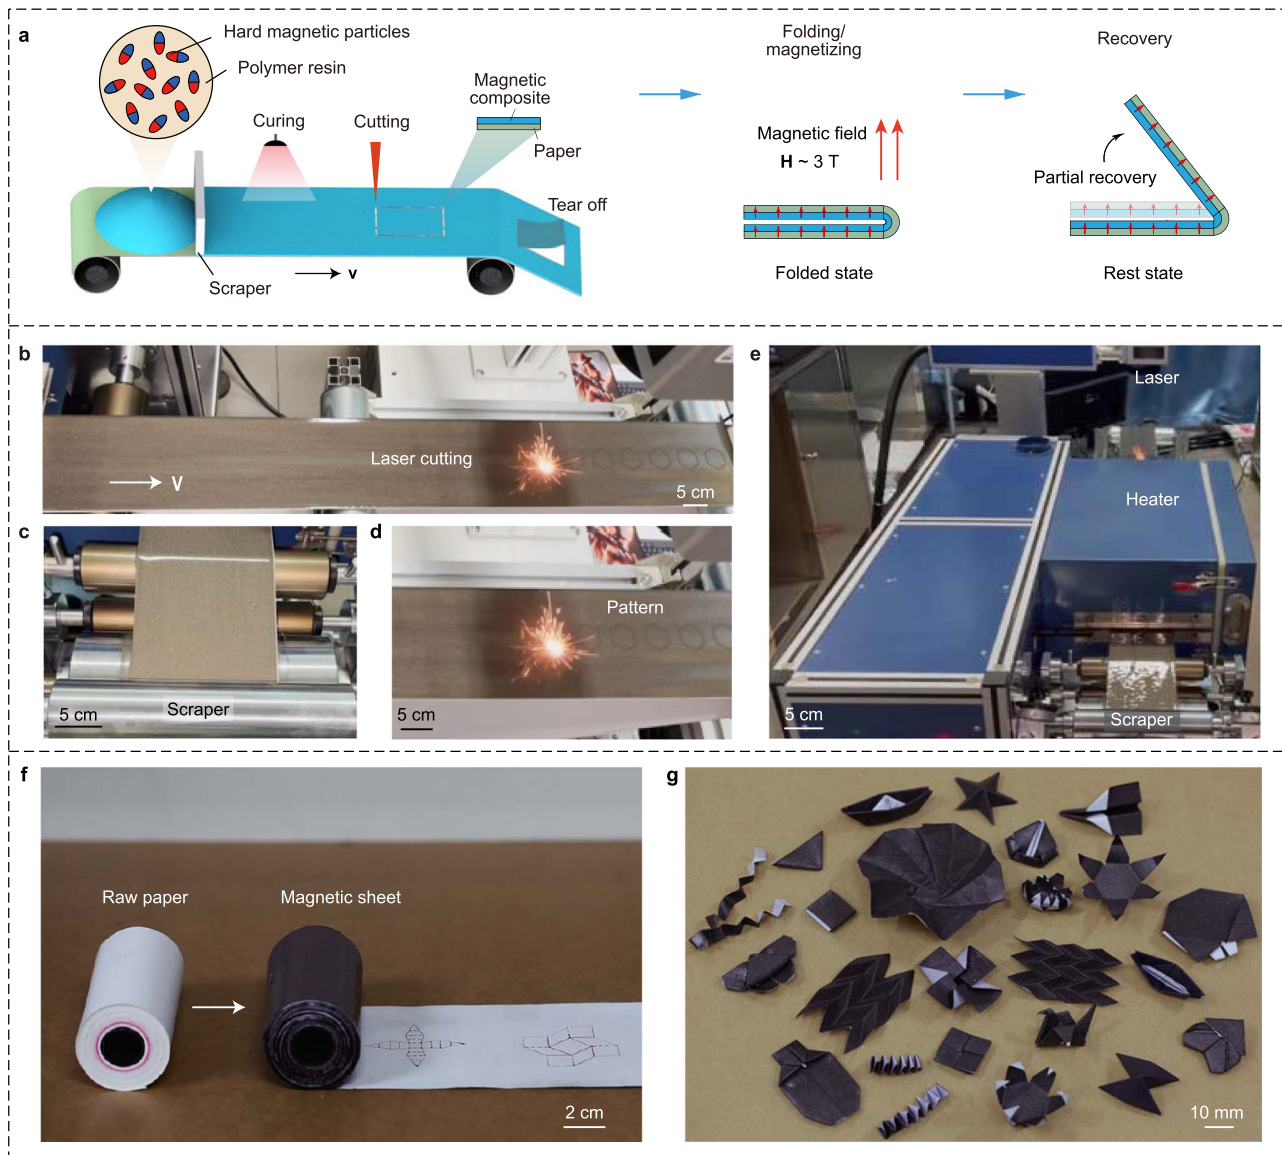 a
Hard magnetic particles
Polymer resin
Curing
Cutting
Magnetic
composite
Paper
Tear off
Scraper
v
Folding/
magnetizing
Magnetic field
H ~ 3 T
Folded state
Recovery
Partial recovery
Rest state
b
Laser cutting
V
5 cm
c
Scraper
5 cm
d
Pattern
5 cm
e
Laser
Heater
5 cm
Scraper
f
Raw paper
Magnetic sheet
2 cm
g
10 mm